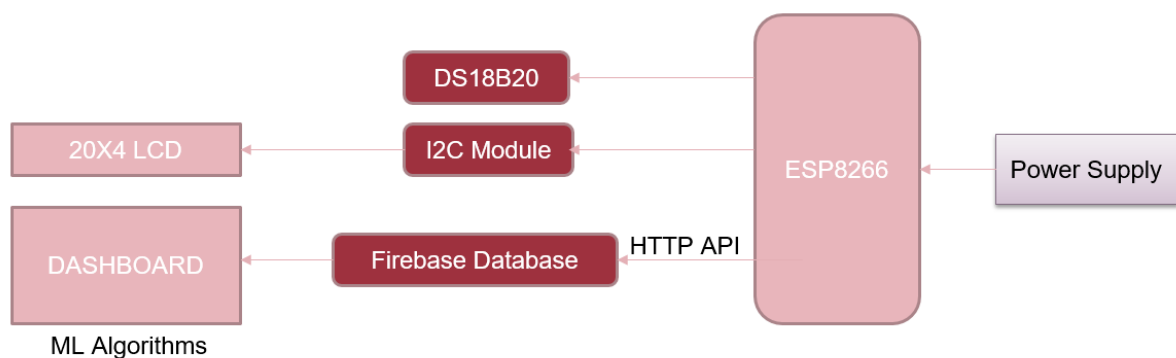 DS18B20
20X4 LCD
I2C Module
ESP8266
Power Supply
DASHBOARD
Firebase Database
HTTP API
ML Algorithms